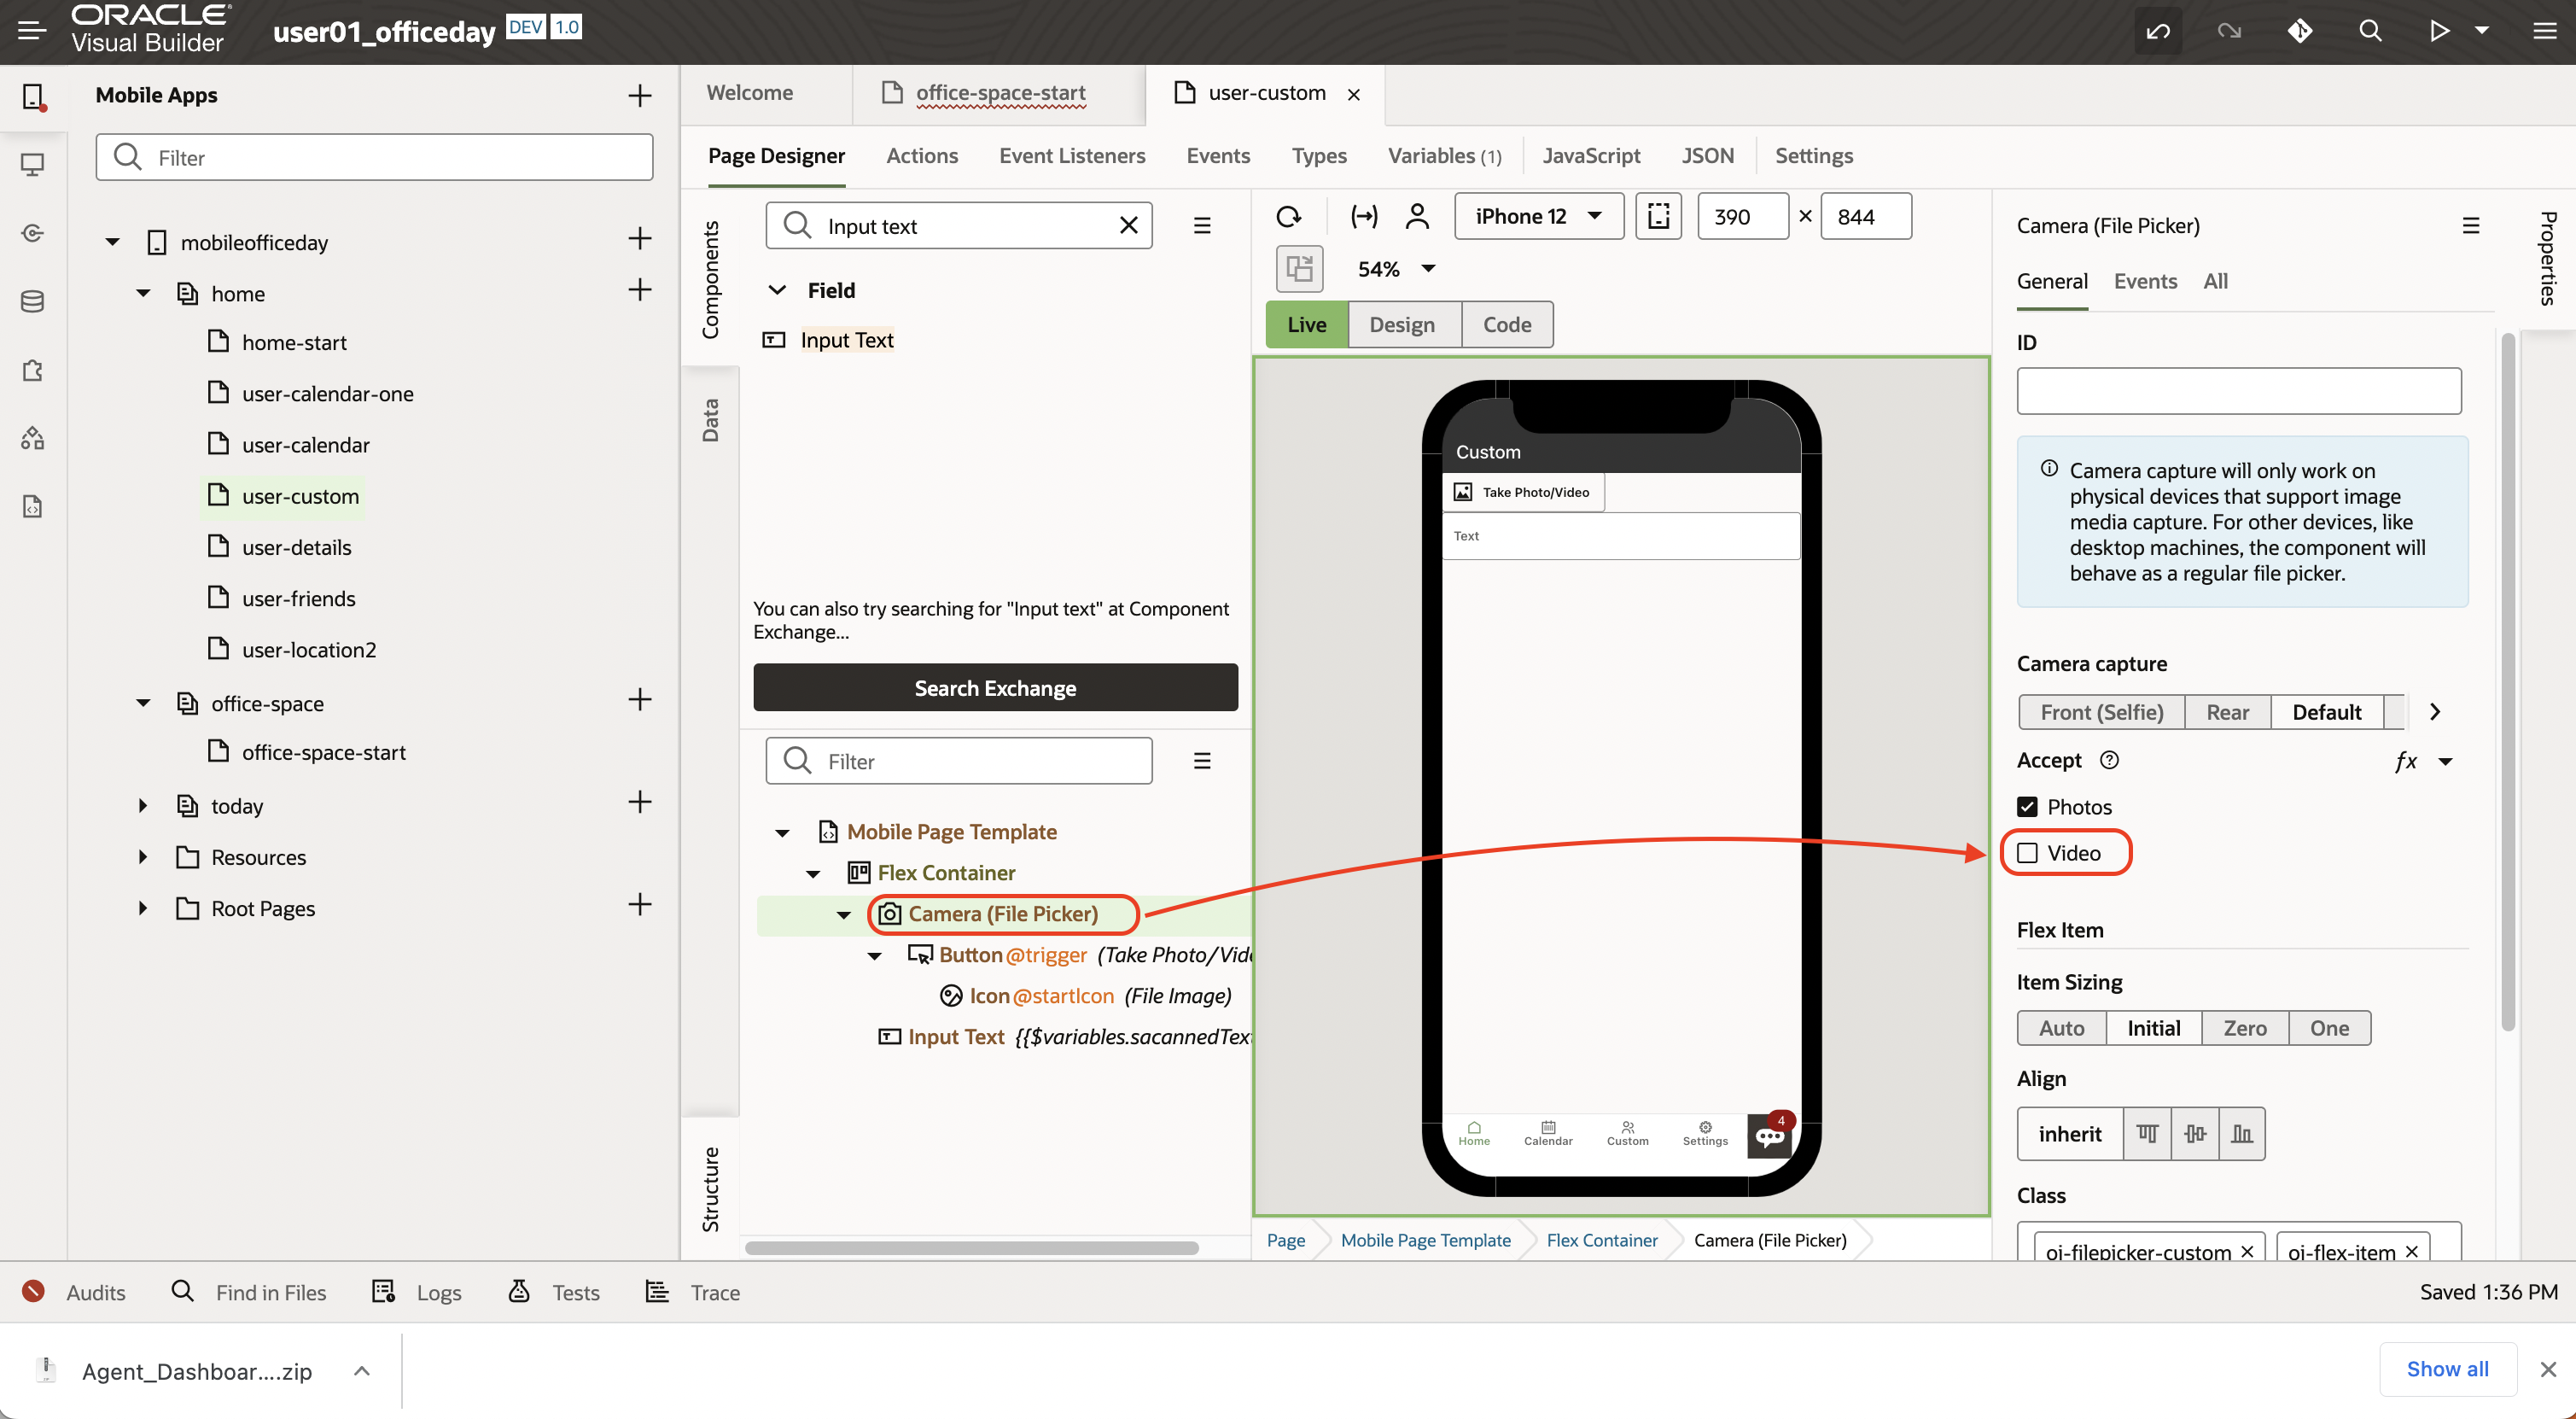 ORACLE
Visual Builder
user01_officeday DEV 1.0
Mobile Apps
Filter
mobileofficeday
home
home-start
user-calendar-one
user-calendar
user-custom
user-details
user-friends
user-location2
office-space
office-space-start
today
Resources
Root Pages
Welcome
office-space-start
user-custom
Page Designer
Actions
Event Listeners
Events
Types
Variables (1)
JavaScript
JSON
Settings
Components
Data
Structure
Input text
Field
Input Text
You can also try searching for "Input text" at Component
Exchange...
Search Exchange
Filter
Mobile Page Template
Flex Container
Camera (File Picker)
Button @trigger (Take Photo/Vide
Icon @startIcon (File Image)
Input Text {{$variables.sacannedTex
iPhone 12
390 × 844
54%
Live
Design
Code
Custom
Take Photo/Video
Text
Home
Calendar
Custom
Settings
4
Page
Mobile Page Template
Flex Container
Camera (File Picker)
Properties
Camera (File Picker)
General
Events
All
ID
Camera capture will only work on
physical devices that support image
media capture. For other devices, like
desktop machines, the component will
behave as a regular file picker.
Camera capture
Front (Selfie)
Rear
Default
Accept
fx
Photos
Video
Flex Item
Item Sizing
Auto
Initial
Zero
One
Align
inherit
Class
oj-filepicker-custom
oj-flex-item
Audits
Find in Files
Logs
Tests
Trace
Saved 1:36 PM
Agent_Dashboar....zip
Show all